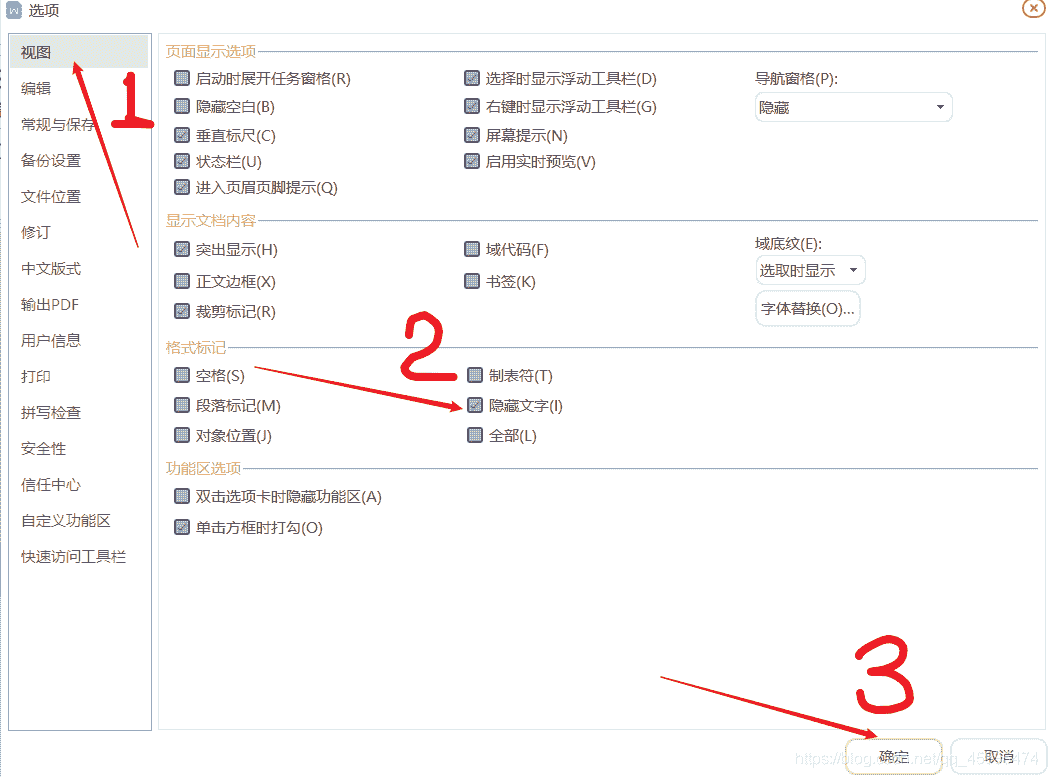 选项
视图
编辑
常规与保存
备份设置
文件位置
修订
中文版式
输出PDF
用户信息
打印
拼写检查
安全性
信任中心
自定义功能区
快速访问工具栏
1
页面显示选项
启动时展开任务窗格(R) 选择时显示浮动工具栏(D) 导航窗格(P):
隐藏空白(B) 右键时显示浮动工具栏(G) 隐藏
垂直标尺(C) 屏幕提示(N)
状态栏(U) 启用实时预览(V)
进入页眉页脚提示(Q)
显示文档内容
突出显示(H) 域代码(F) 域底纹(E):
正文边框(X) 书签(K) 选取时显示
裁剪标记(R) 字体替换(O)...
格式标记 2
空格(S) 制表符(T)
段落标记(M) 隐藏文字(I)
对象位置(J) 全部(L)
功能区选项
双击选项卡时隐藏功能区(A)
单击方框时打勾(O)
3
确定 取消